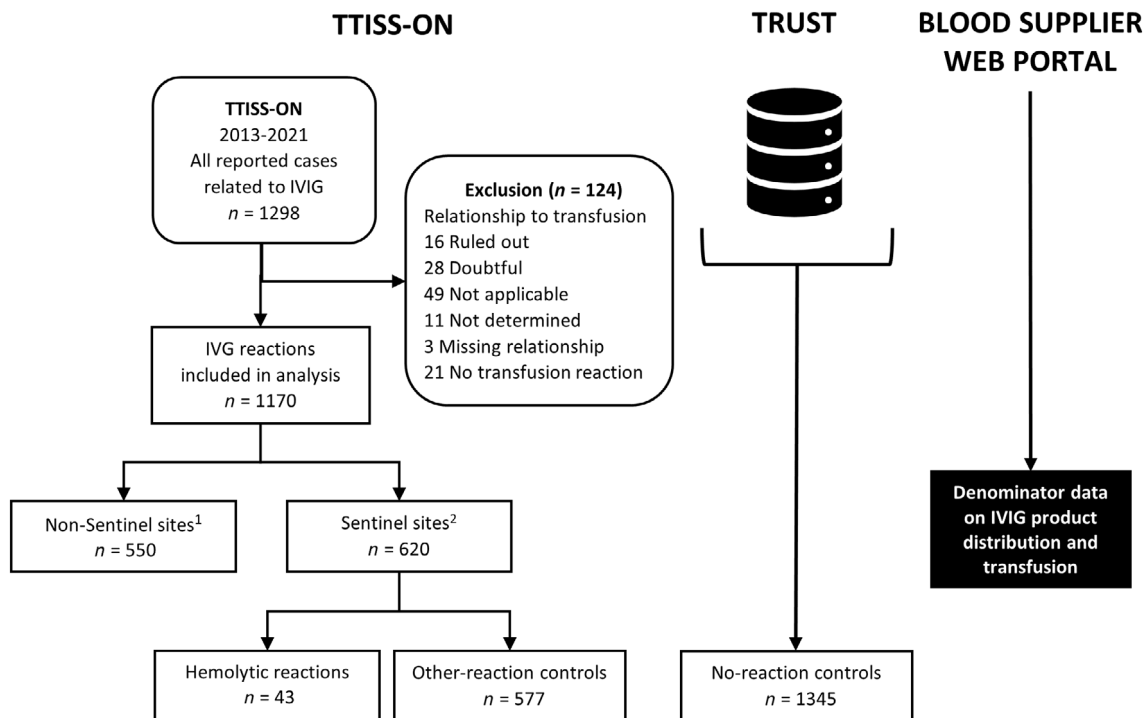 TTISS-ON
TRUST
BLOOD SUPPLIER
WEB PORTAL
TTISS-ON
2013-2021
All reported cases
related to IVIG
n = 1298
Exclusion (n = 124)
Relationship to transfusion
16 Ruled out
28 Doubtful
49 Not applicable
11 Not determined
3 Missing relationship
21 No transfusion reaction
IVG reactions
included in analysis
n = 1170
Non-Sentinel sites1
n = 550
Sentinel sites2
n = 620
Denominator data
on IVIG product
distribution and
transfusion
Hemolytic reactions
n = 43
Other-reaction controls
n = 577
No-reaction controls
n = 1345